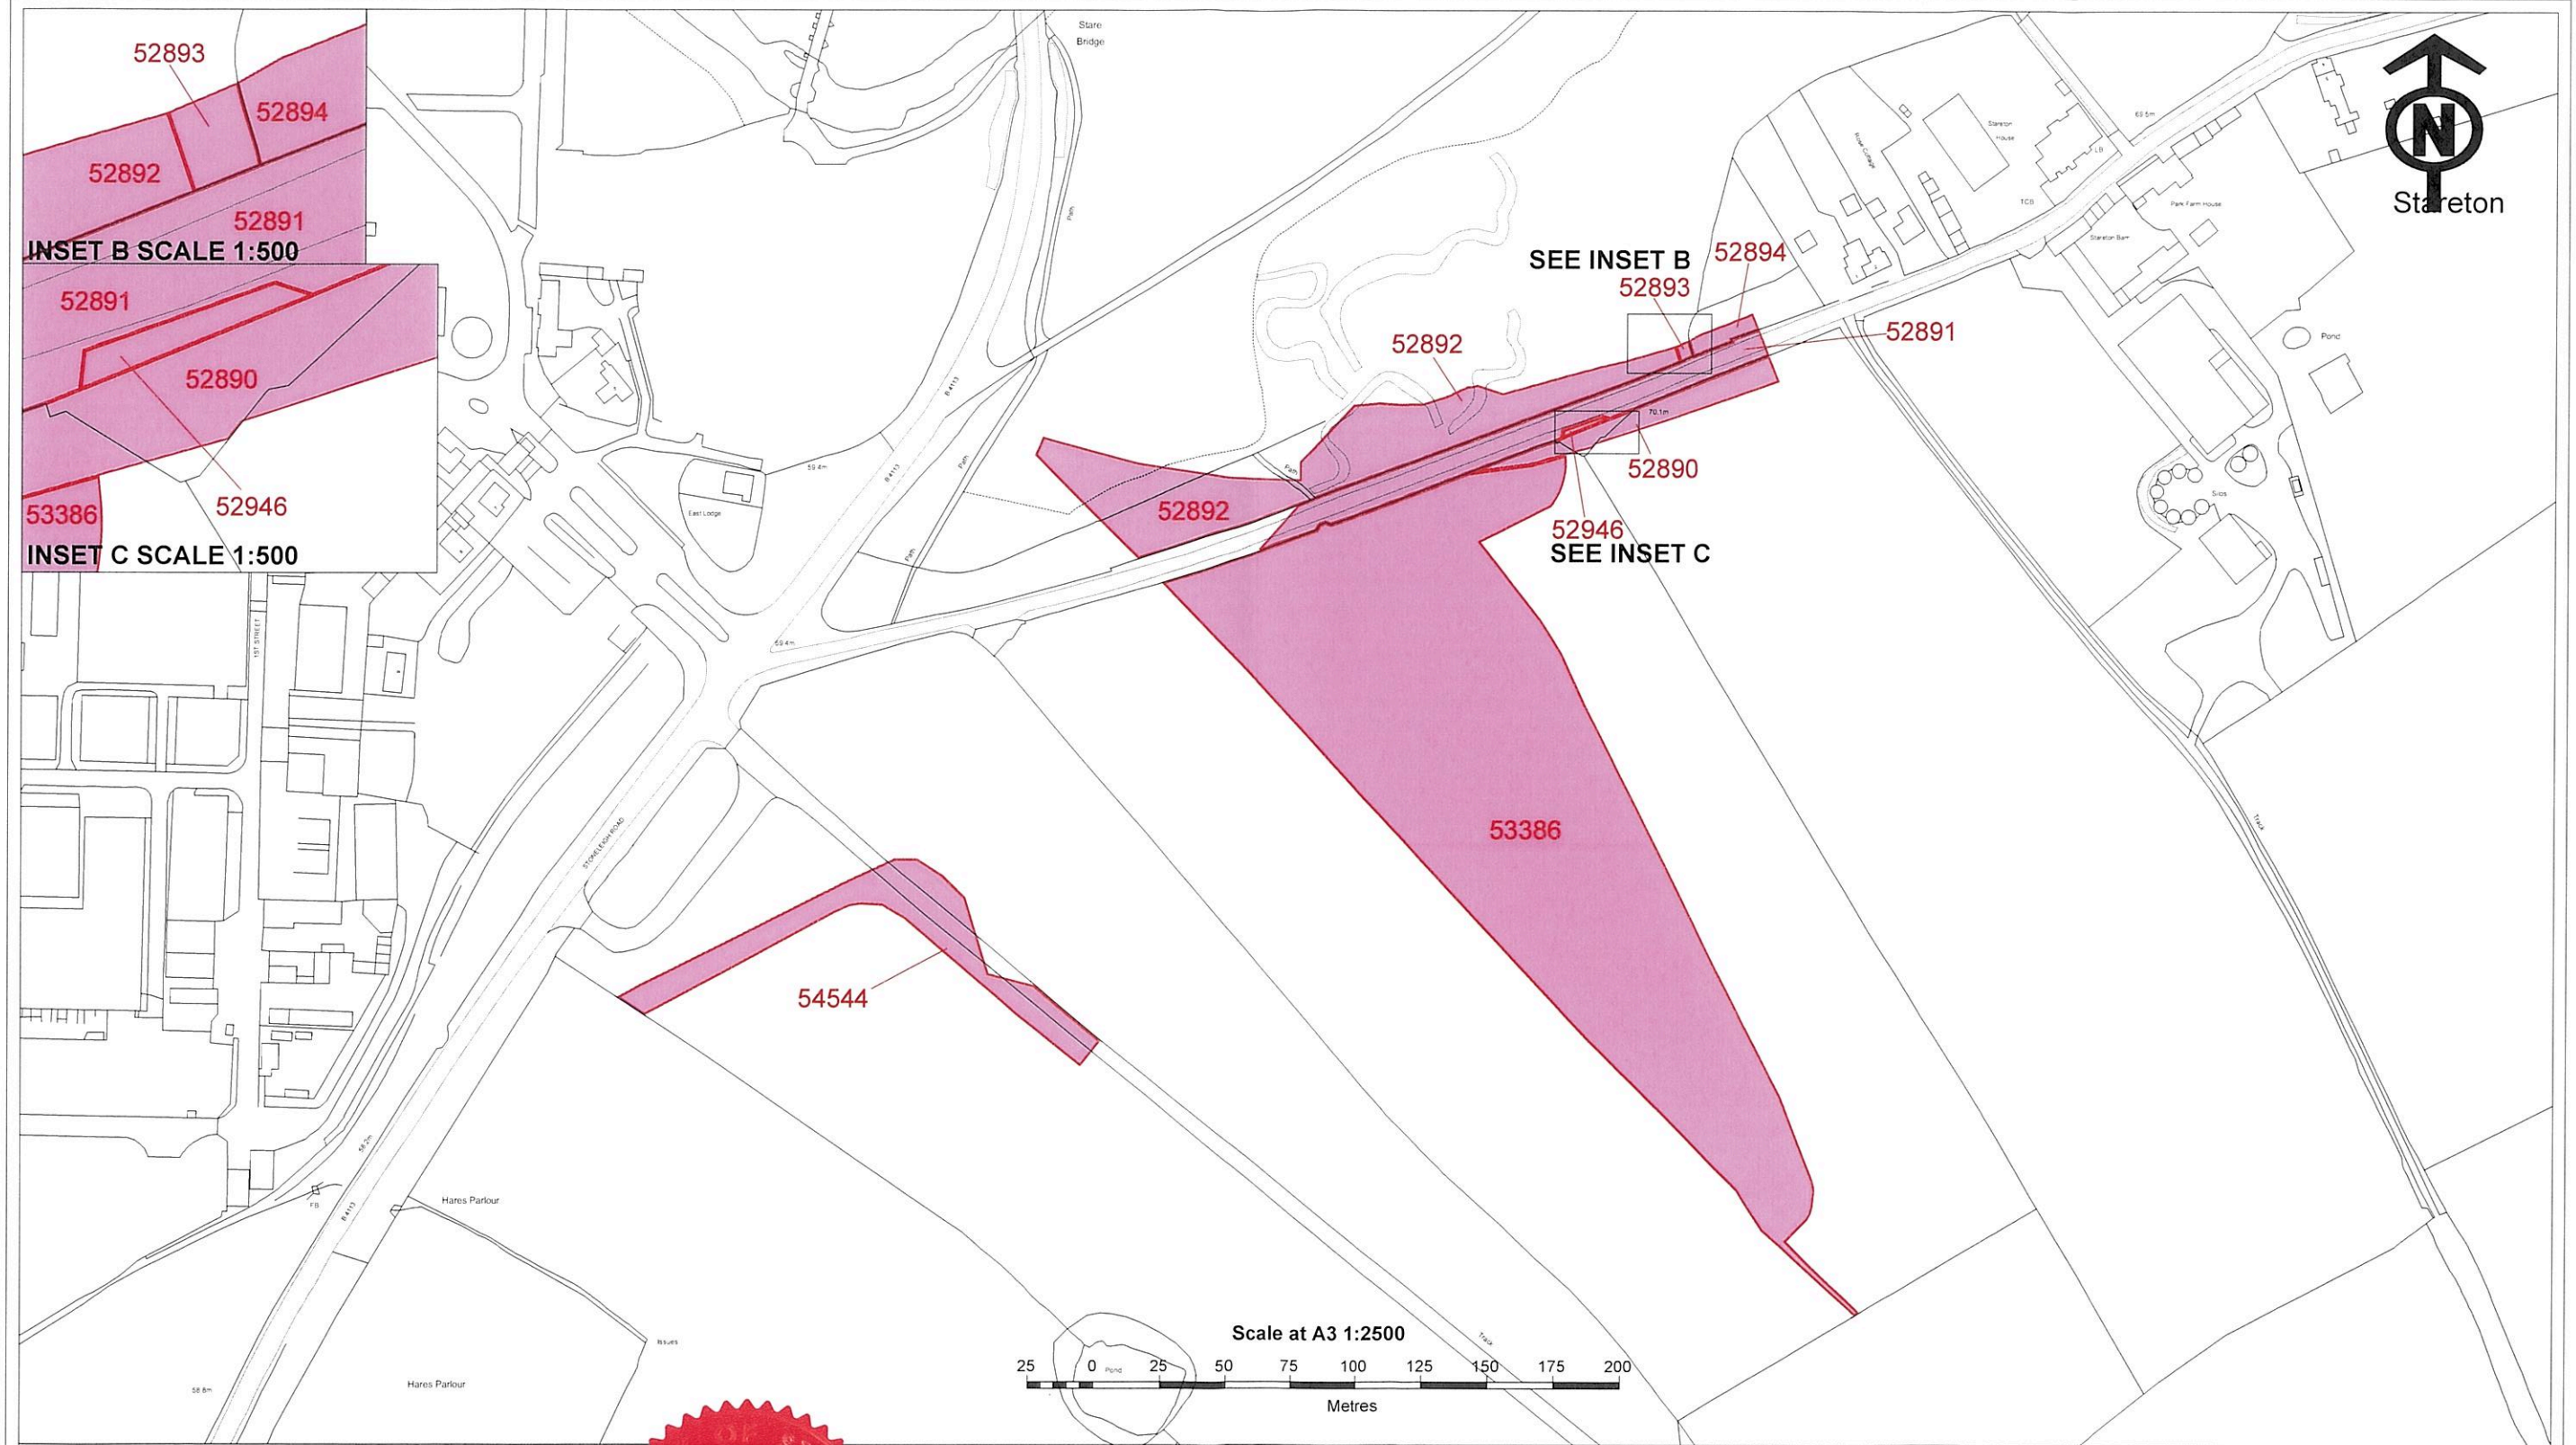 52893
52894
52892
52891
INSET B SCALE 1:500
52891
52890
52946
53386
INSET C SCALE 1:500
Stare
Bridge
Path
B 4113
B 4113
Path
Path
59.4m
East Lodge
59.4m
1ST STREET
STONELEIGH ROAD
N
Stareton
69.5m
Stareton
House
Rose Cottage
LB
TCB
Park Farm House
Stareton Barn
Pond
Silos
SEE INSET B
52894
52893
52891
52892
70.1m
52890
Path
52892
52946
SEE INSET C
53386
54544
Track
58.2m
FB
B 4113
Hares Parlour
Issues
Hares Parlour
58.8m
Pond
Track
Scale at A3 1:2500
25 0 25 50 75 100 125 150 175 200
Metres